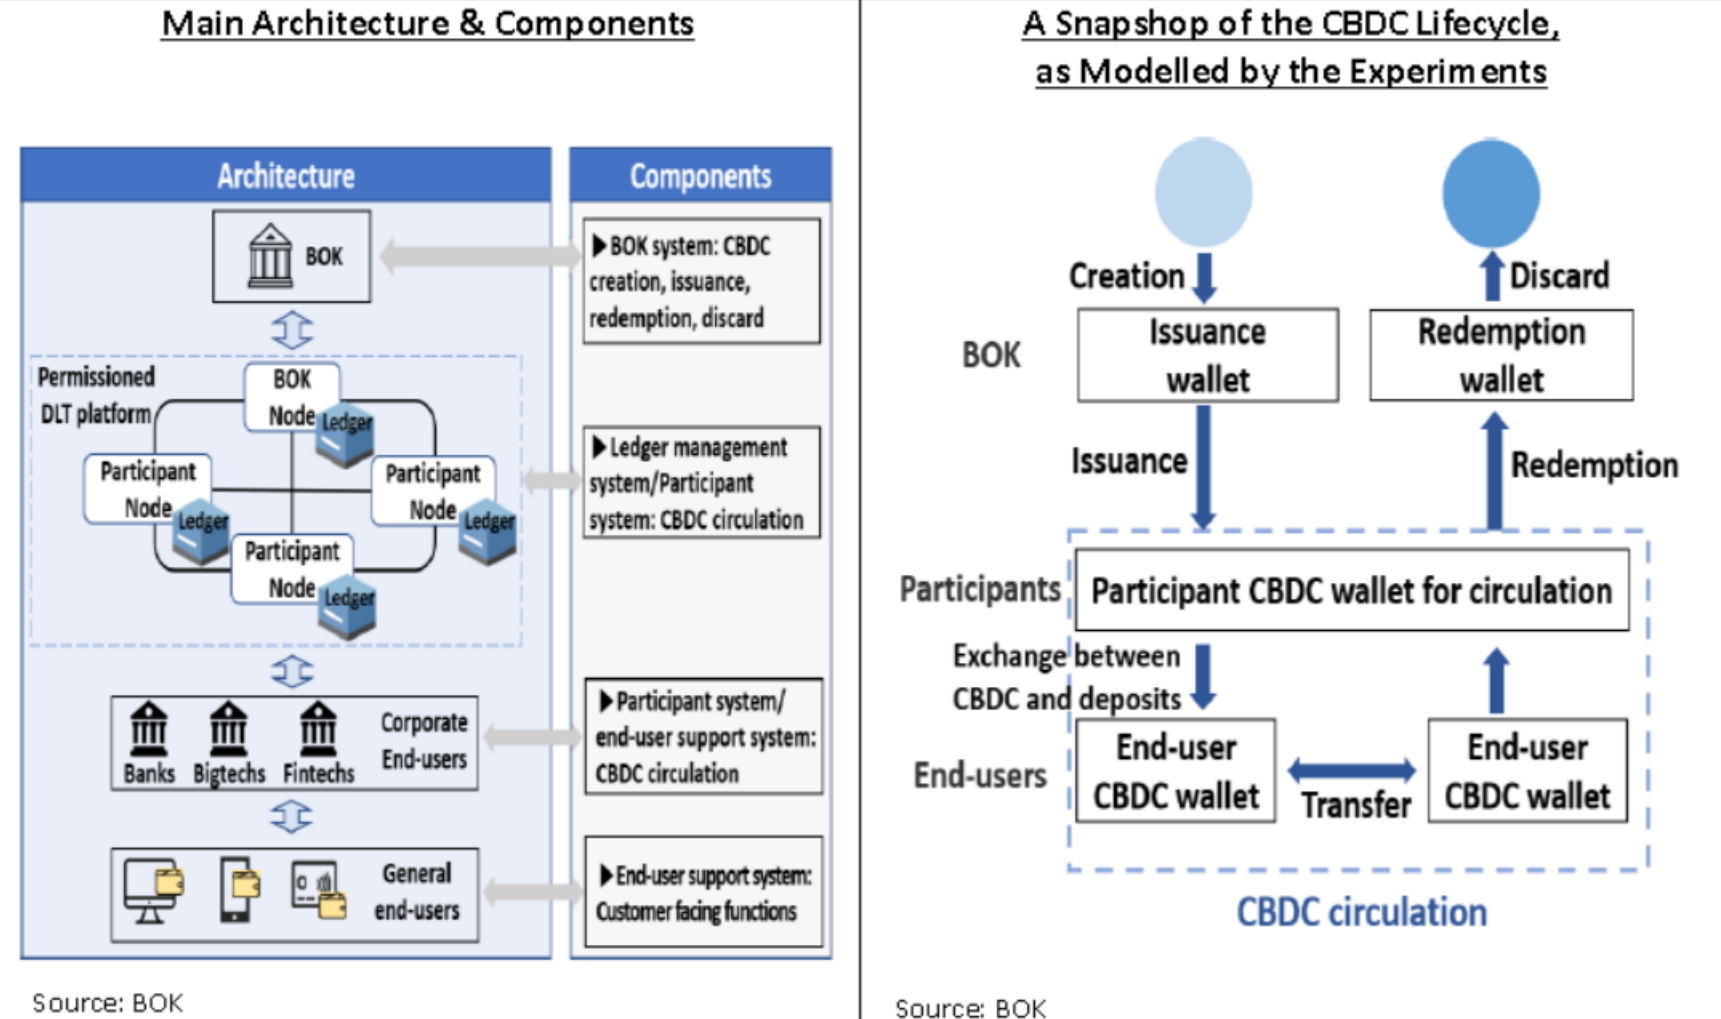 Main Architecture & Components
Architecture
Components
BOK
▶BOK system: CBDC
creation, issuance,
redemption, discard
Permissioned
DLT platform
BOK
Node
Ledger
Participant
Node
Ledger
Participant
Node
Ledger
Participant
Node
Ledger
▶Ledger management
system/Participant
system: CBDC circulation
Banks
Bigtechs
Fintechs
Corporate
End-users
▶Participant system/
end-user support system:
CBDC circulation
General
end-users
▶End-user support system:
Customer facing functions
Source: BOK
A Snapshop of the CBDC Lifecycle,
as Modelled by the Experiments
Creation
Discard
BOK
Issuance
wallet
Redemption
wallet
Issuance
Redemption
Participants
Participant CBDC wallet for circulation
Exchange between
CBDC and deposits
End-users
End-user
CBDC wallet
Transfer
End-user
CBDC wallet
CBDC circulation
Source: BOK